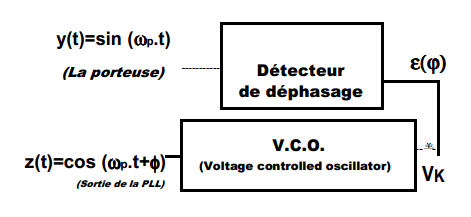 y(t)=sin (ωp.t)
(La porteuse)
Détecteur
de déphasage
ε(φ)
z(t)=cos (ωp.t+ϕ)
(Sortie de la PLL)
V.C.O.
(Voltage controlled oscillator)
VK